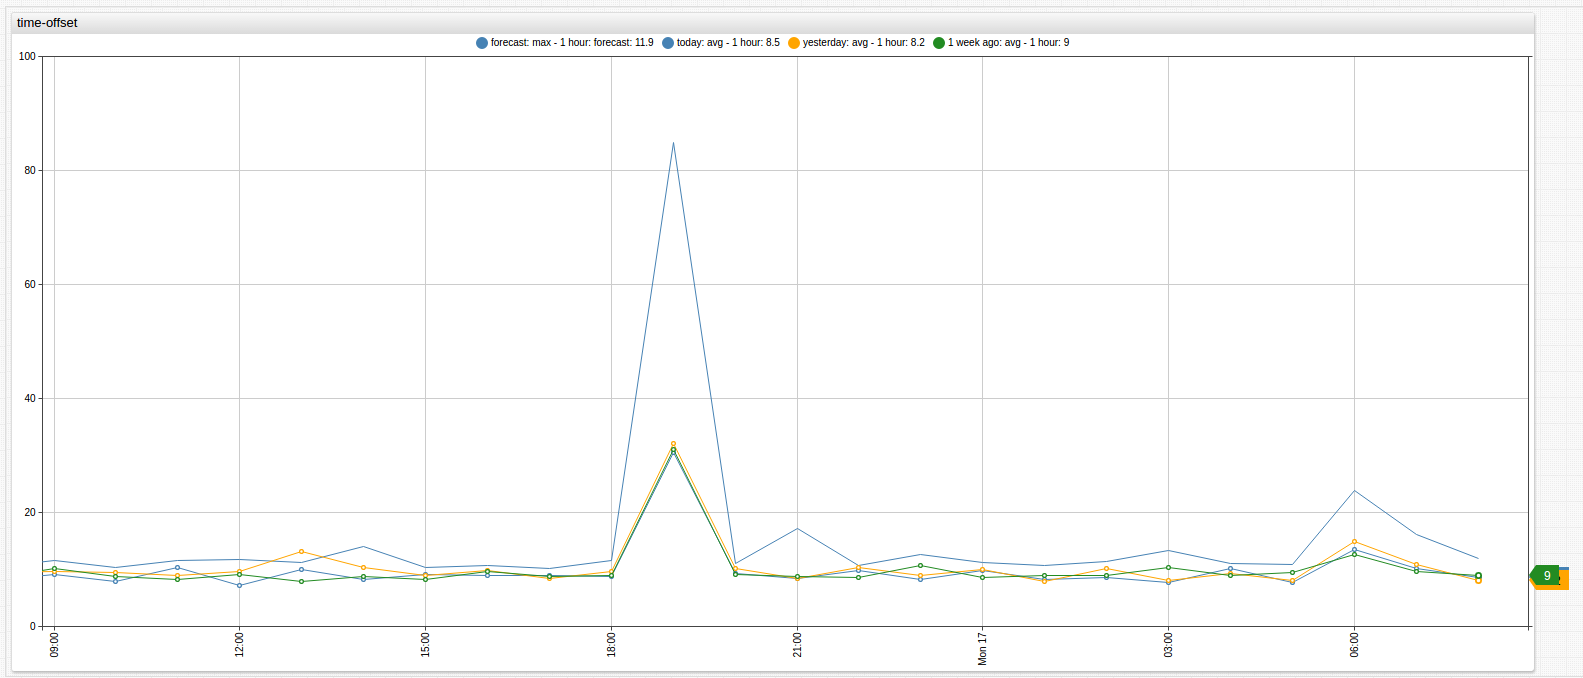 time-offset
forecast: max - 1 hour: forecast: 11.9 today: avg - 1 hour: 8.5 yesterday: avg - 1 hour: 8.2 1 week ago: avg - 1 hour: 9
100
80
60
40
20
0
9
09:00 12:00 15:00 18:00 21:00 Mon 17 03:00 06:00